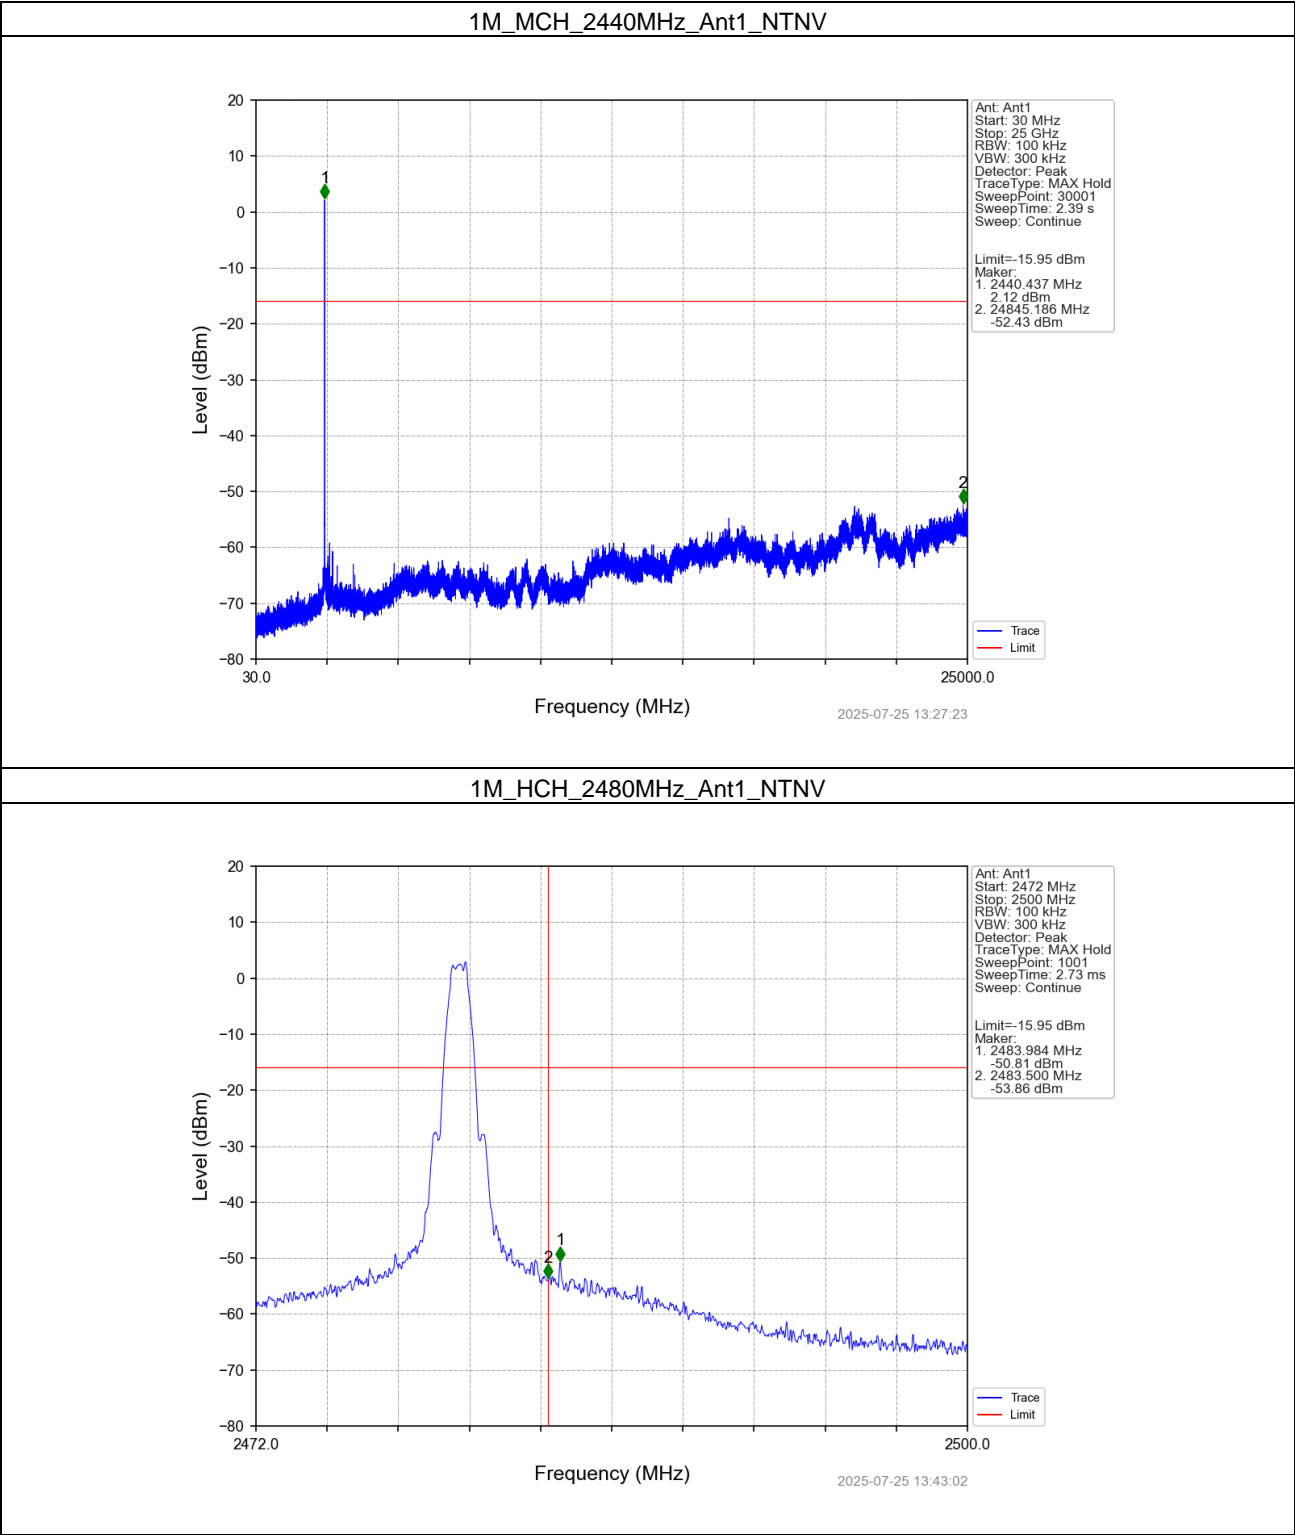 1M_MCH_2440MHz_Ant1_NTNV
20
10
0
−10
−20
−30
−40
−50
−60
−70
−80
Level (dBm)
1
2
30.0
25000.0
Frequency (MHz)
2025-07-25 13:27:23
Ant: Ant1
Start: 30 MHz
Stop: 25 GHz
RBW: 100 kHz
VBW: 300 kHz
Detector: Peak
TraceType: MAX Hold
SweepPoint: 30001
SweepTime: 2.39 s
Sweep: Continue
Limit=-15.95 dBm
Maker:
1. 2440.437 MHz
2.12 dBm
2. 24845.186 MHz
-52.43 dBm
Trace
Limit
1M_HCH_2480MHz_Ant1_NTNV
20
10
0
−10
−20
−30
−40
−50
−60
−70
−80
Level (dBm)
1
2
2472.0
2500.0
Frequency (MHz)
2025-07-25 13:43:02
Ant: Ant1
Start: 2472 MHz
Stop: 2500 MHz
RBW: 100 kHz
VBW: 300 kHz
Detector: Peak
TraceType: MAX Hold
SweepPoint: 1001
SweepTime: 2.73 ms
Sweep: Continue
Limit=-15.95 dBm
Maker:
1. 2483.984 MHz
-50.81 dBm
2. 2483.500 MHz
-53.86 dBm
Trace
Limit